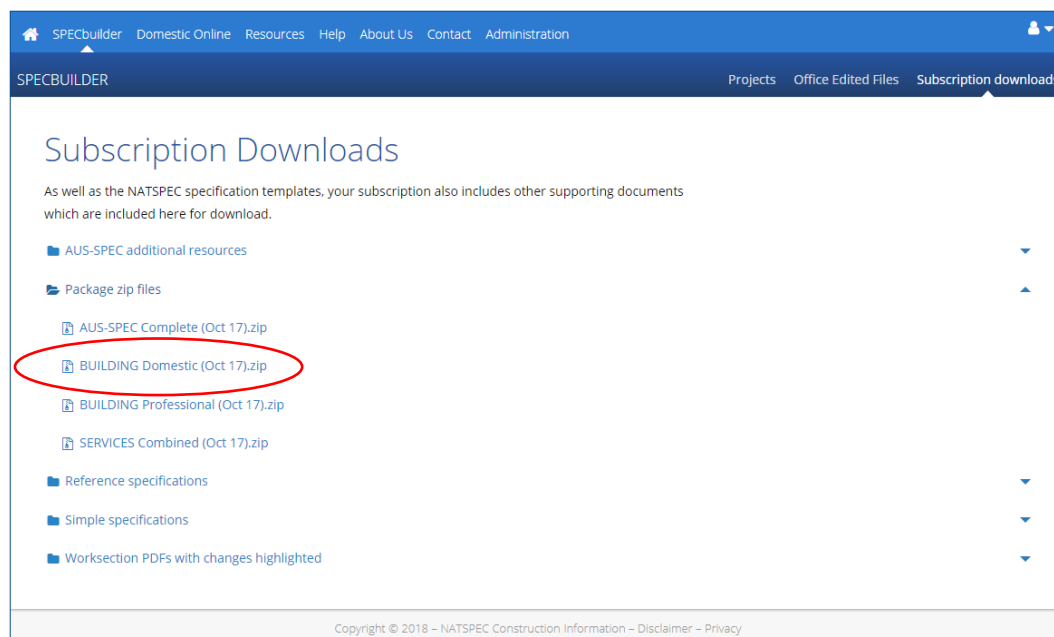 SPECbuilder Domestic Online Resources Help About Us Contact Administration
SPECBUILDER Projects Office Edited Files Subscription downloads
Subscription Downloads
As well as the NATSPEC specification templates, your subscription also includes other supporting documents
which are included here for download.
AUS-SPEC additional resources
Package zip files
AUS-SPEC Complete (Oct 17).zip
BUILDING Domestic (Oct 17).zip
BUILDING Professional (Oct 17).zip
SERVICES Combined (Oct 17).zip
Reference specifications
Simple specifications
Worksection PDFs with changes highlighted
Copyright © 2018 – NATSPEC Construction Information – Disclaimer – Privacy